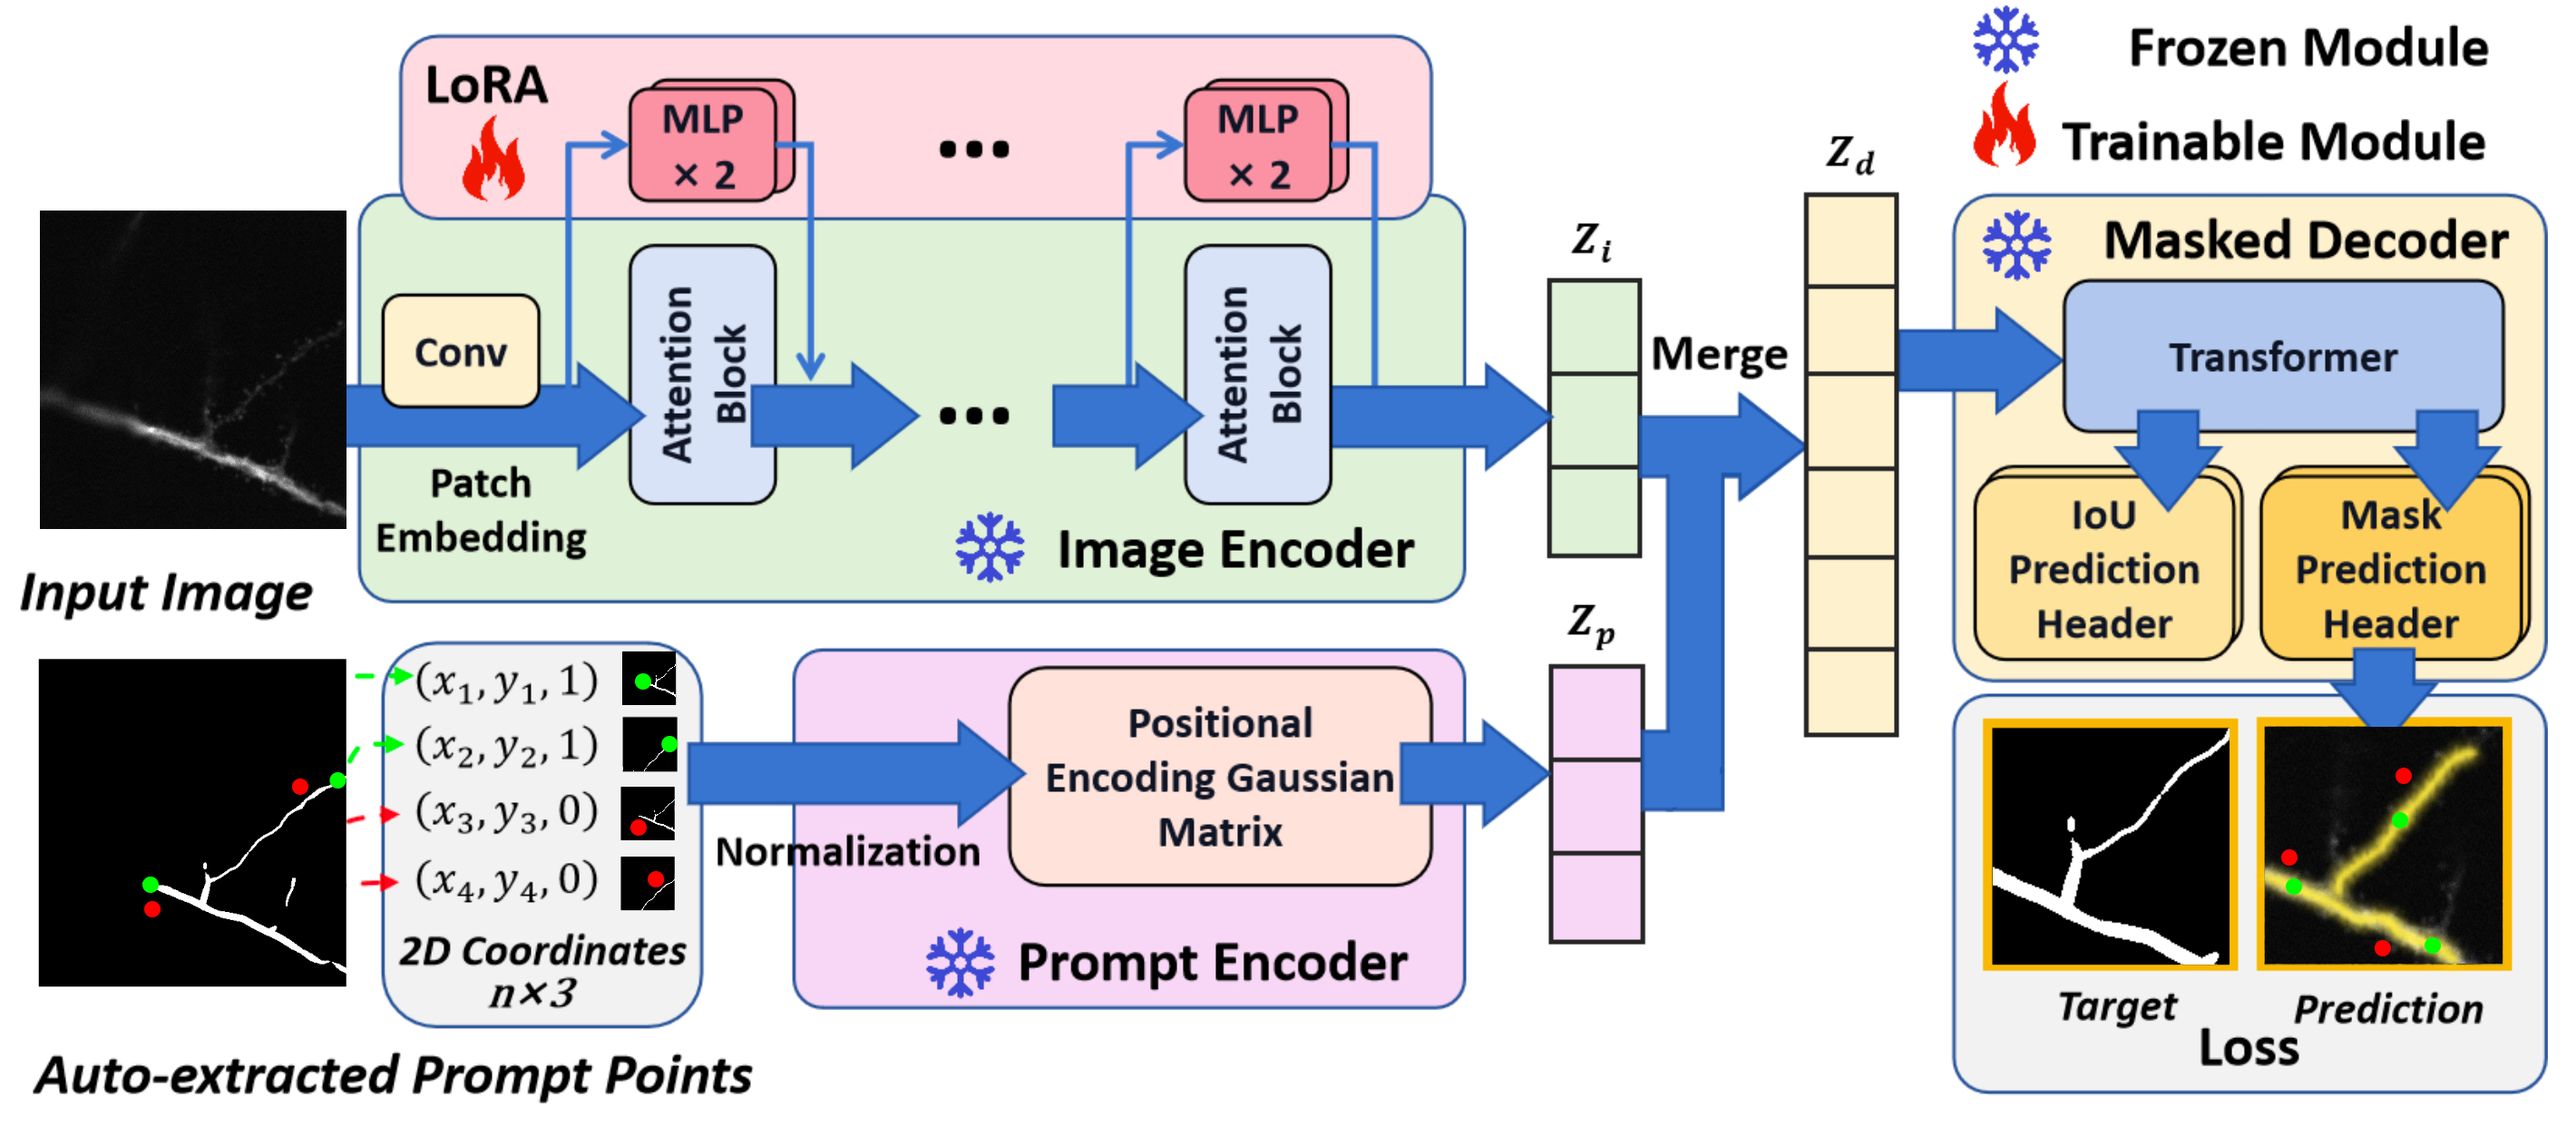 LoRA
MLP
× 2
...
MLP
× 2
Frozen Module
Trainable Module
Conv
Patch
Embedding
Attention
Block
...
Attention
Block
Image Encoder
Input Image
Z_i
Merge
Z_d
Z_p
Masked Decoder
Transformer
IoU
Prediction
Header
Mask
Prediction
Header
(x_1, y_1, 1)
(x_2, y_2, 1)
(x_3, y_3, 0)
(x_4, y_4, 0)
2D Coordinates
n×3
Auto-extracted Prompt Points
Normalization
Positional
Encoding Gaussian
Matrix
Prompt Encoder
Target
Prediction
Loss